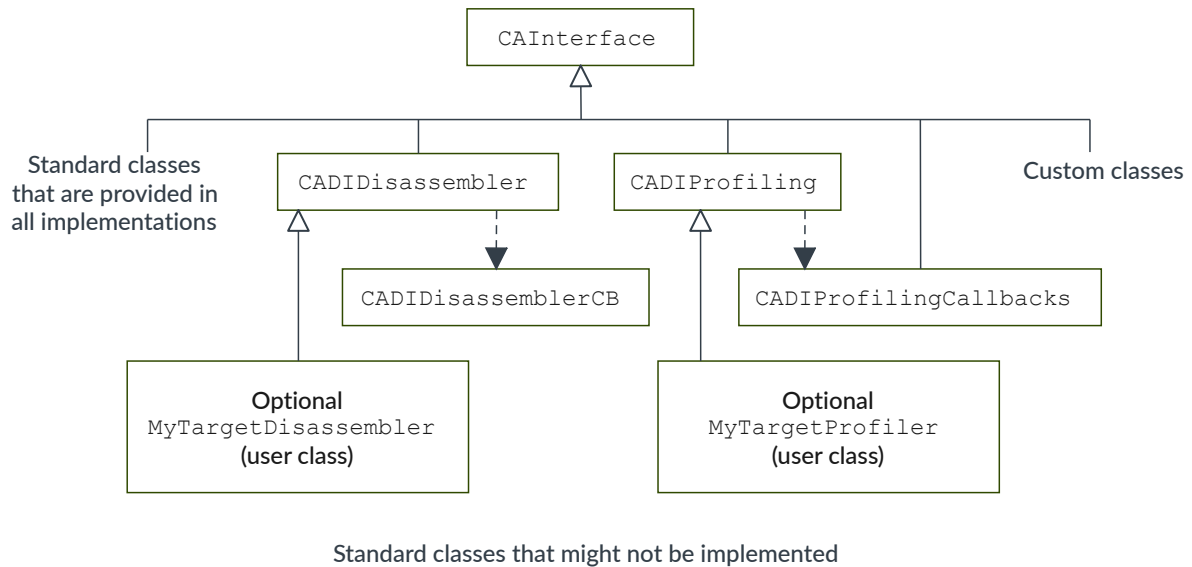 CAInterface
Standard classes
that are provided in
all implementations
CADIDisassembler
CADIProfiling
Custom classes
CADIDisassemblerCB
CADIProfilingCallbacks
Optional
MyTargetDisassembler
(user class)
Optional
MyTargetProfiler
(user class)
Standard classes that might not be implemented